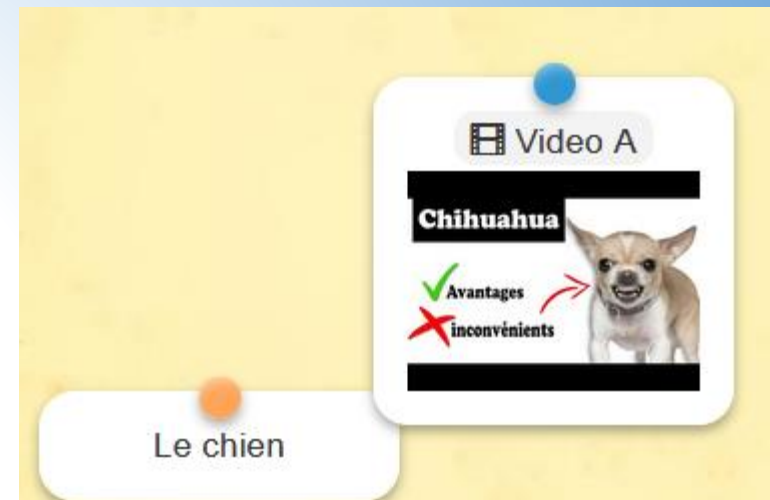 Video A
Chihuahua
Avantages
inconvénients
Le chien